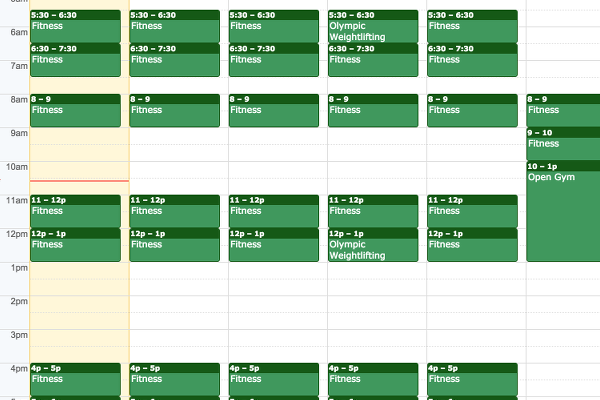 5:30 – 6:30 5:30 – 6:30 5:30 – 6:30 5:30 – 6:30 5:30 – 6:30
Fitness Fitness Fitness Olympic Fitness
6am Weightlifting
6:30 – 7:30 6:30 – 7:30 6:30 – 7:30 6:30 – 7:30 6:30 – 7:30
Fitness Fitness Fitness Fitness Fitness
7am
8am 8 – 9 8 – 9 8 – 9 8 – 9 8 – 9 8 – 9
Fitness Fitness Fitness Fitness Fitness Fitness
9am 9 – 10
Fitness
10am 10 – 1p
Open Gym
11am 11 – 12p 11 – 12p 11 – 12p 11 – 12p 11 – 12p
Fitness Fitness Fitness Fitness Fitness
12pm 12p – 1p 12p – 1p 12p – 1p 12p – 1p 12p – 1p
Fitness Fitness Fitness Olympic Fitness
Weightlifting
1pm
2pm
3pm
4pm 4p – 5p 4p – 5p 4p – 5p 4p – 5p 4p – 5p
Fitness Fitness Fitness Fitness Fitness